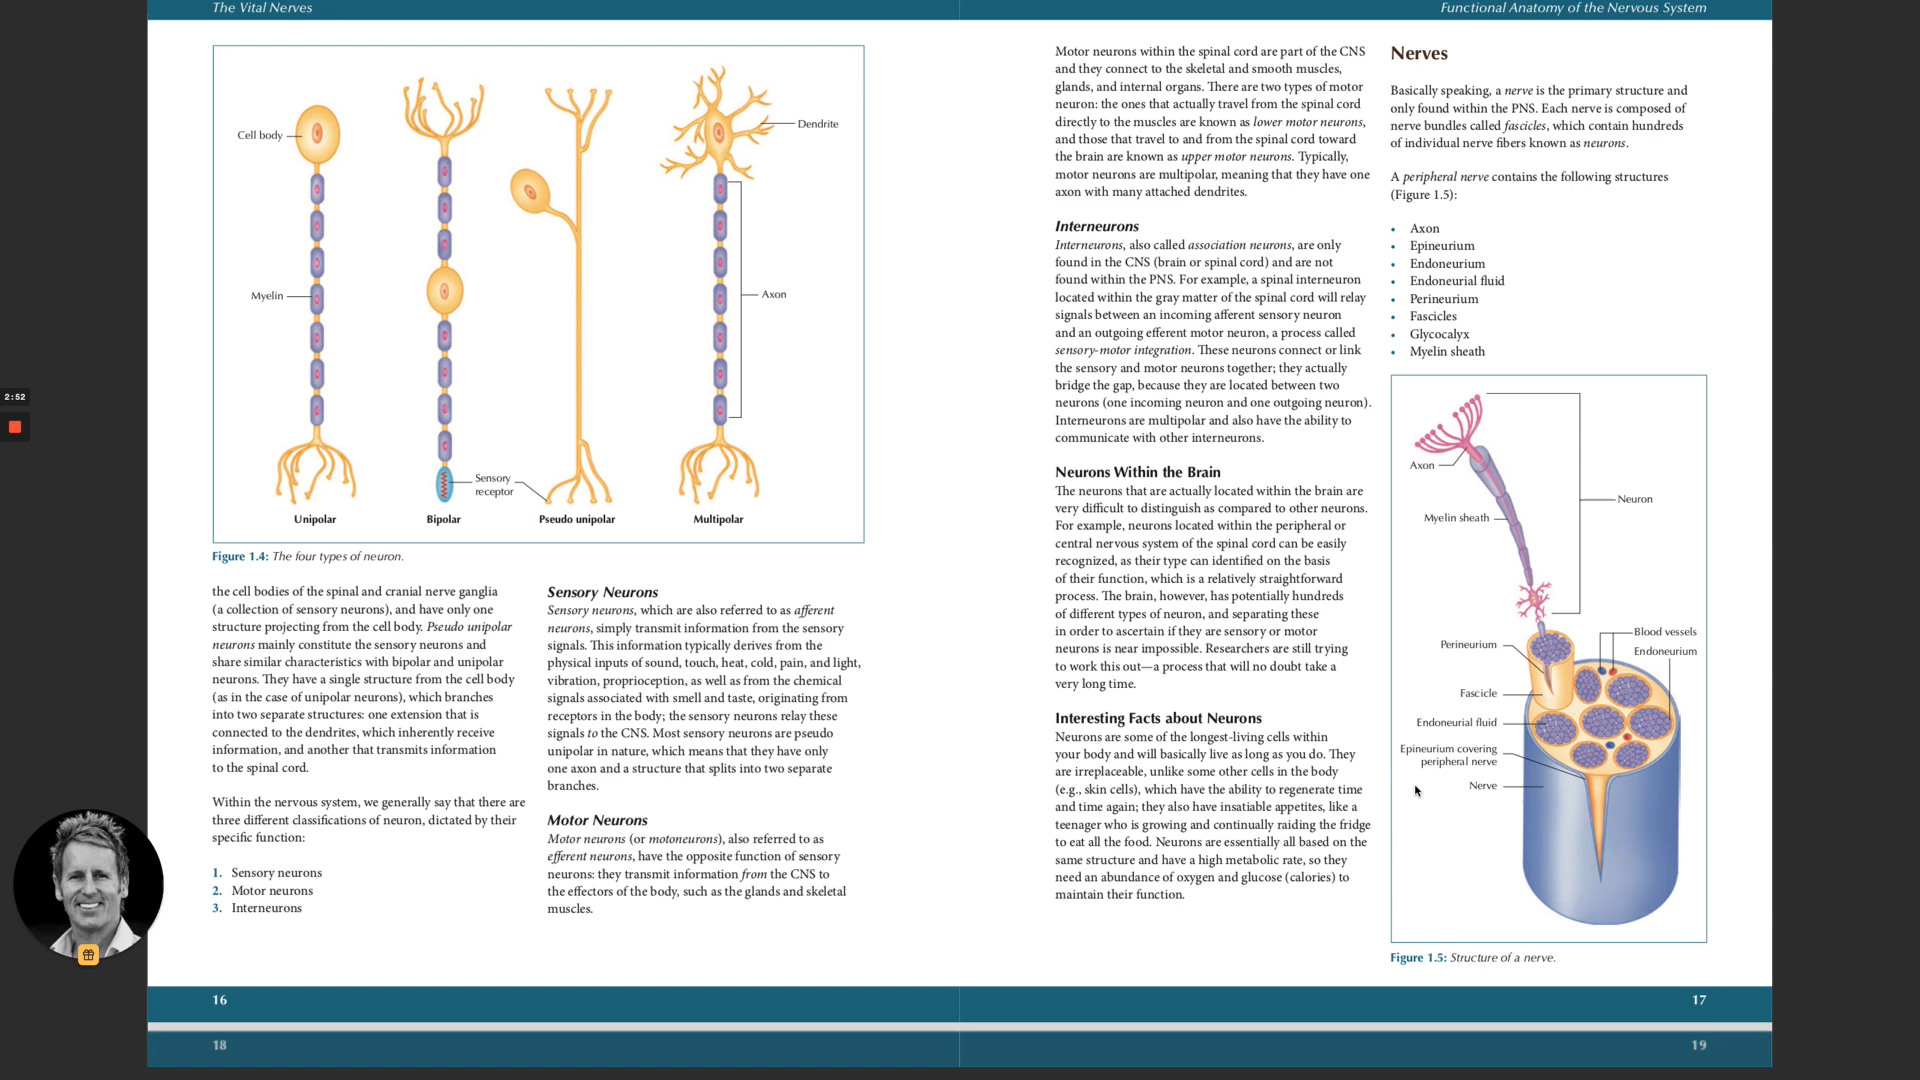 The Vital Nerves
Functional Anatomy of the Nervous System
Cell body
Myelin
Dendrite
Axon
Sensory
receptor
Unipolar
Bipolar
Pseudo unipolar
Multipolar
Figure 1.4: The four types of neuron.
the cell bodies of the spinal and cranial nerve ganglia
(a collection of sensory neurons), and have only one
structure projecting from the cell body. Pseudo unipolar
neurons mainly constitute the sensory neurons and
share similar characteristics with bipolar and unipolar
neurons. They have a single structure from the cell body
(as in the case of unipolar neurons), which branches
into two separate structures: one extension that is
connected to the dendrites, which inherently receive
information, and another that transmits information
to the spinal cord.
Within the nervous system, we generally say that there are
three different classifications of neuron, dictated by their
specific function:
1. Sensory neurons
2. Motor neurons
3. Interneurons
Sensory Neurons
Sensory neurons, which are also referred to as afferent
neurons, simply transmit information from the sensory
signals. This information typically derives from the
physical inputs of sound, touch, heat, cold, pain, and light,
vibration, proprioception, as well as from the chemical
signals associated with smell and taste, originating from
receptors in the body; the sensory neurons relay these
signals to the CNS. Most sensory neurons are pseudo
unipolar in nature, which means that they have only
one axon and a structure that splits into two separate
branches.
Motor Neurons
Motor neurons (or motoneurons), also referred to as
efferent neurons, have the opposite function of sensory
neurons: they transmit information from the CNS to
the effectors of the body, such as the glands and skeletal
muscles.
16
Motor neurons within the spinal cord are part of the CNS
and they connect to the skeletal and smooth muscles,
glands, and internal organs. There are two types of motor
neuron: the ones that actually travel from the spinal cord
directly to the muscles are known as lower motor neurons,
and those that travel to and from the spinal cord toward
the brain are known as upper motor neurons. Typically,
motor neurons are multipolar, meaning that they have one
axon with many attached dendrites.
Interneurons
Interneurons, also called association neurons, are only
found in the CNS (brain or spinal cord) and are not
found within the PNS. For example, a spinal interneuron
located within the gray matter of the spinal cord will relay
signals between an incoming afferent sensory neuron
and an outgoing efferent motor neuron, a process called
sensory-motor integration. These neurons connect or link
the sensory and motor neurons together; they actually
bridge the gap, because they are located between two
neurons (one incoming neuron and one outgoing neuron).
Interneurons are multipolar and also have the ability to
communicate with other interneurons.
Neurons Within the Brain
The neurons that are actually located within the brain are
very difficult to distinguish as compared to other neurons.
For example, neurons located within the peripheral or
central nervous system of the spinal cord can be easily
recognized, as their type can identified on the basis
of their function, which is a relatively straightforward
process. The brain, however, has potentially hundreds
of different types of neuron, and separating these
in order to ascertain if they are sensory or motor
neurons is near impossible. Researchers are still trying
to work this out—a process that will no doubt take a
very long time.
Interesting Facts about Neurons
Neurons are some of the longest-living cells within
your body and will basically live as long as you do. They
are irreplaceable, unlike some other cells in the body
(e.g., skin cells), which have the ability to regenerate time
and time again; they also have insatiable appetites, like a
teenager who is growing and continually raiding the fridge
to eat all the food. Neurons are essentially all based on the
same structure and have a high metabolic rate, so they
need an abundance of oxygen and glucose (calories) to
maintain their function.
Nerves
Basically speaking, a nerve is the primary structure and
only found within the PNS. Each nerve is composed of
nerve bundles called fascicles, which contain hundreds
of individual nerve fibers known as neurons.
A peripheral nerve contains the following structures
(Figure 1.5):
• Axon
• Epineurium
• Endoneurium
• Endoneurial fluid
• Perineurium
• Fascicles
• Glycocalyx
• Myelin sheath
Axon
Neuron
Myelin sheath
Blood vessels
Perineurium
Endoneurium
Fascicle
Endoneurial fluid
Epineurium covering
peripheral nerve
Nerve
Figure 1.5: Structure of a nerve.
17
18
19
2:52